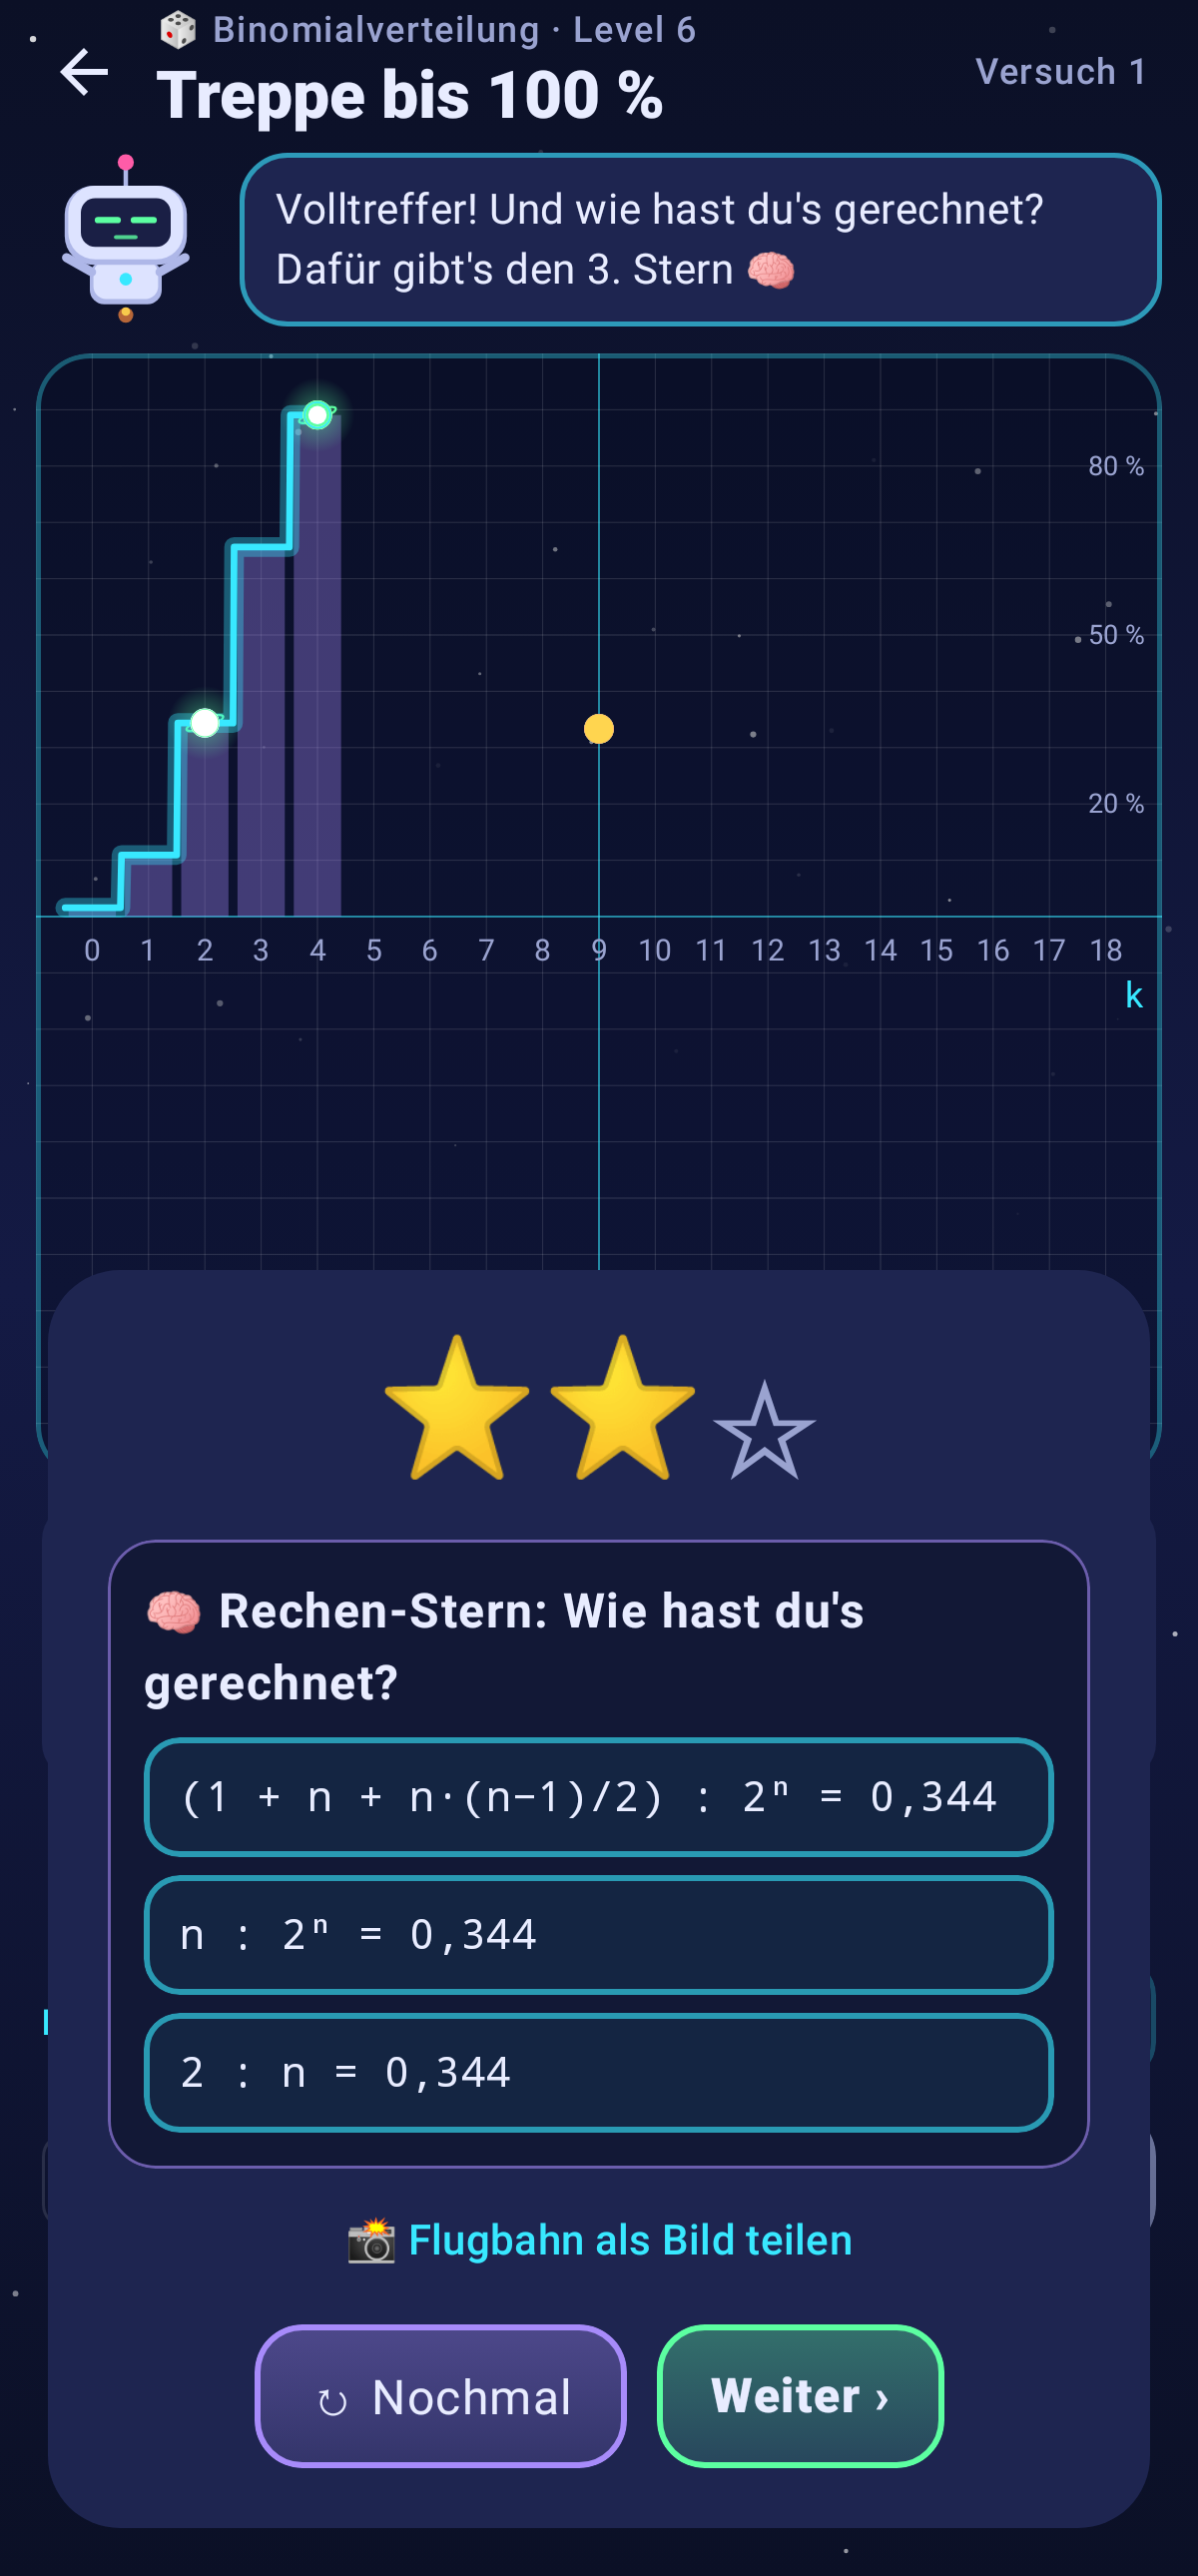 🎲 Binomialverteilung · Level 6
Treppe bis 100 %
Versuch 1
Volltreffer! Und wie hast du's gerechnet?
Dafür gibt's den 3. Stern 🧠
80 %
50 %
20 %
0 1 2 3 4 5 6 7 8 9 10 11 12 13 14 15 16 17 18
k
🧠 Rechen-Stern: Wie hast du's
gerechnet?
(1 + n + n·(n−1)/2) : 2ⁿ = 0,344
n : 2ⁿ = 0,344
2 : n = 0,344
📸 Flugbahn als Bild teilen
↻ Nochmal
Weiter ›